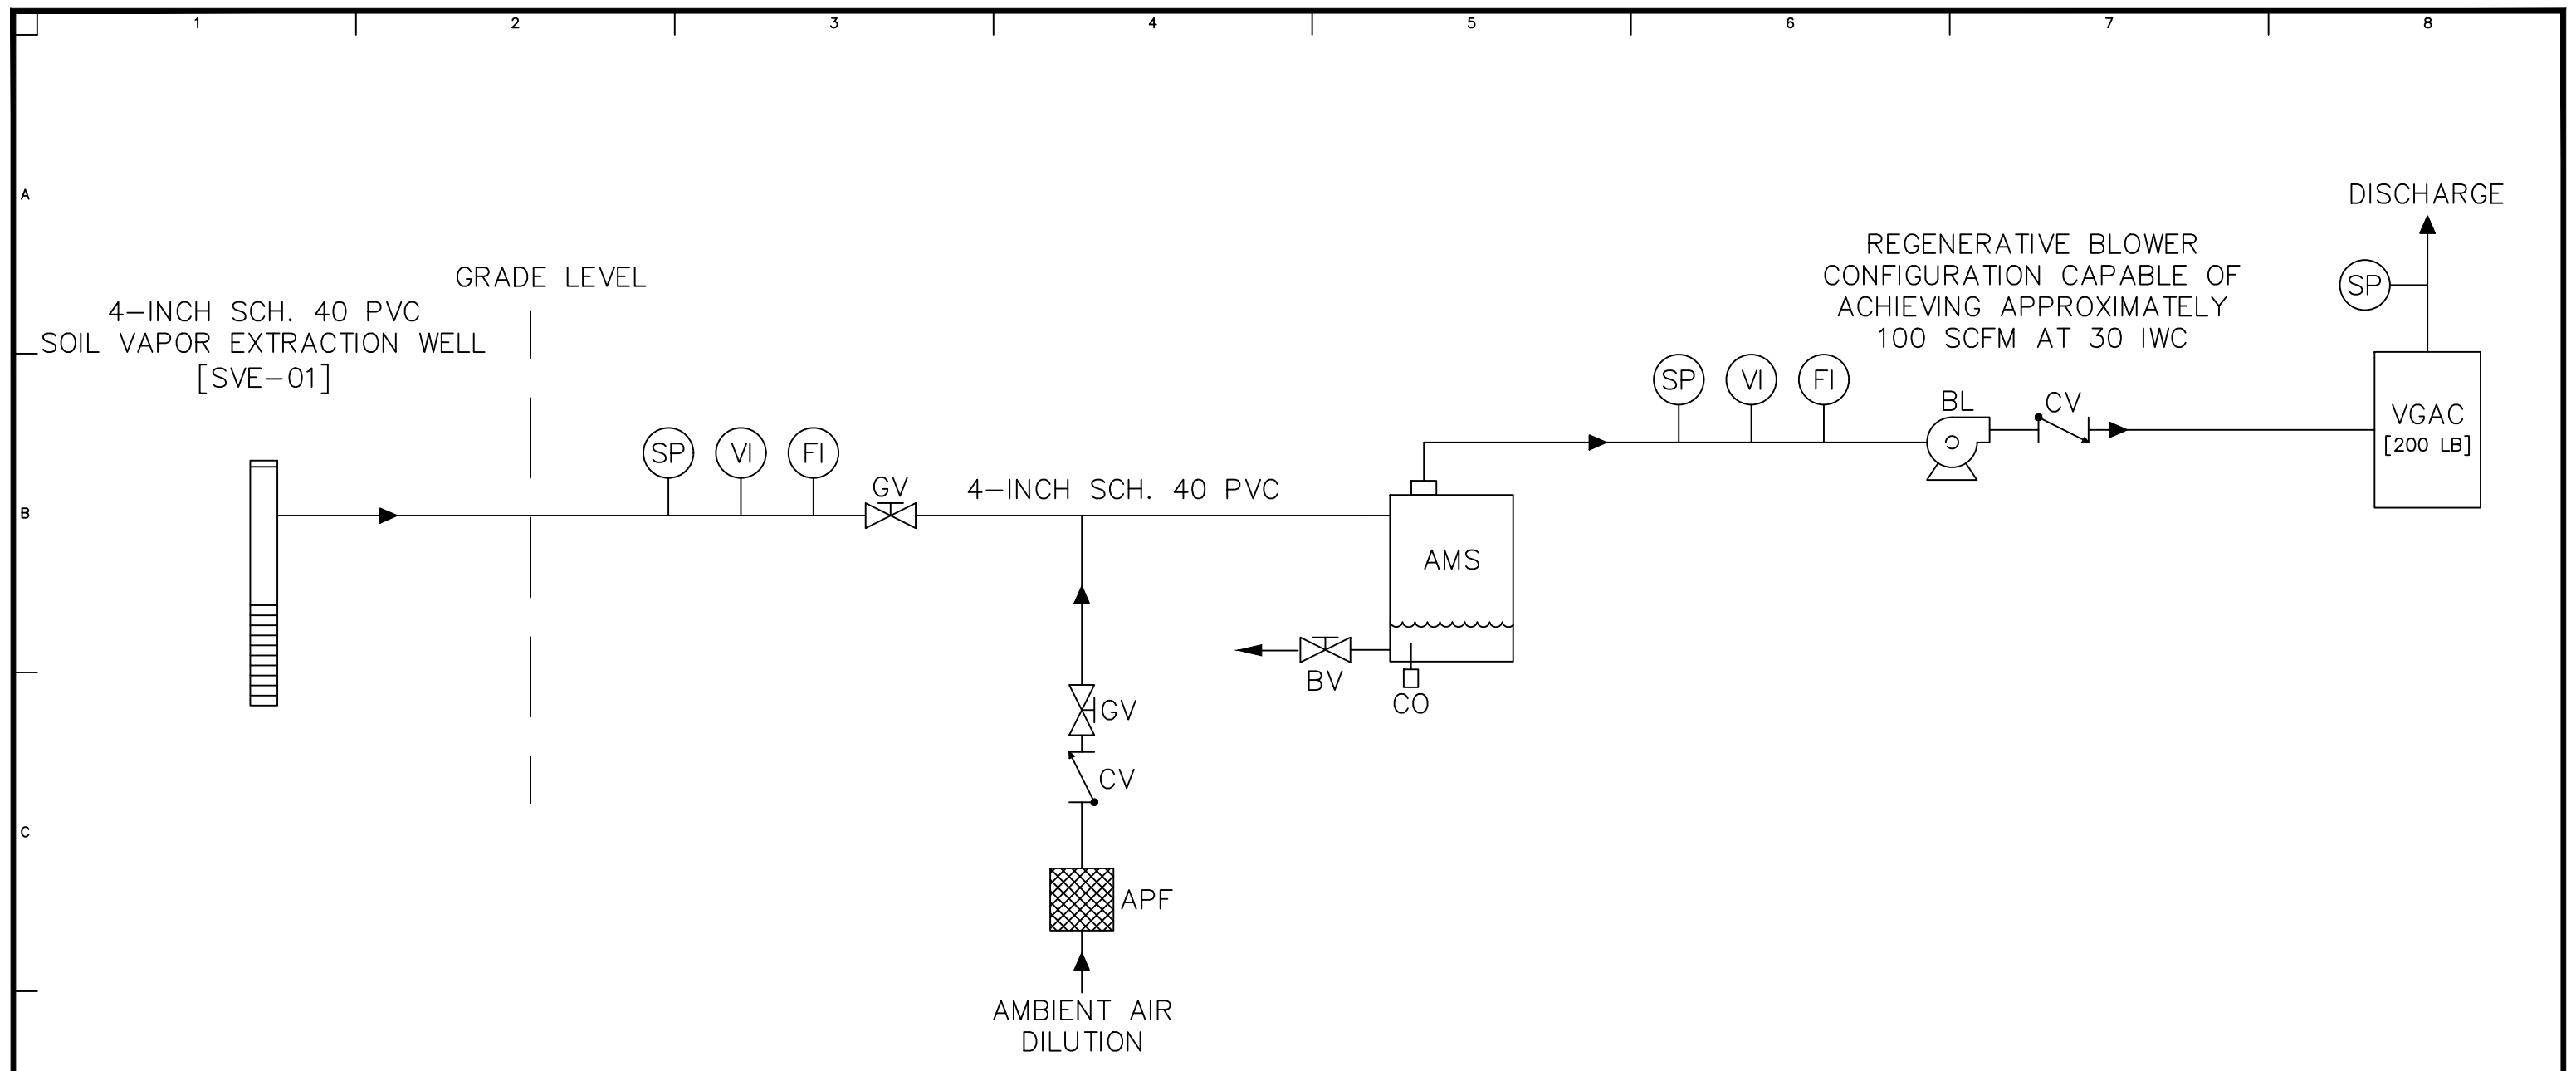 1 2 3 4 5 6 7 8
A
DISCHARGE
REGENERATIVE BLOWER
CONFIGURATION CAPABLE OF
ACHIEVING APPROXIMATELY
100 SCFM AT 30 IWC
SP
GRADE LEVEL
4-INCH SCH. 40 PVC
SOIL VAPOR EXTRACTION WELL
[SVE-01]
SP VI FI
BL
CV
VGAC
[200 LB]
SP VI FI
GV
4-INCH SCH. 40 PVC
B
AMS
BV
CO
GV
CV
C
APF
AMBIENT AIR
DILUTION